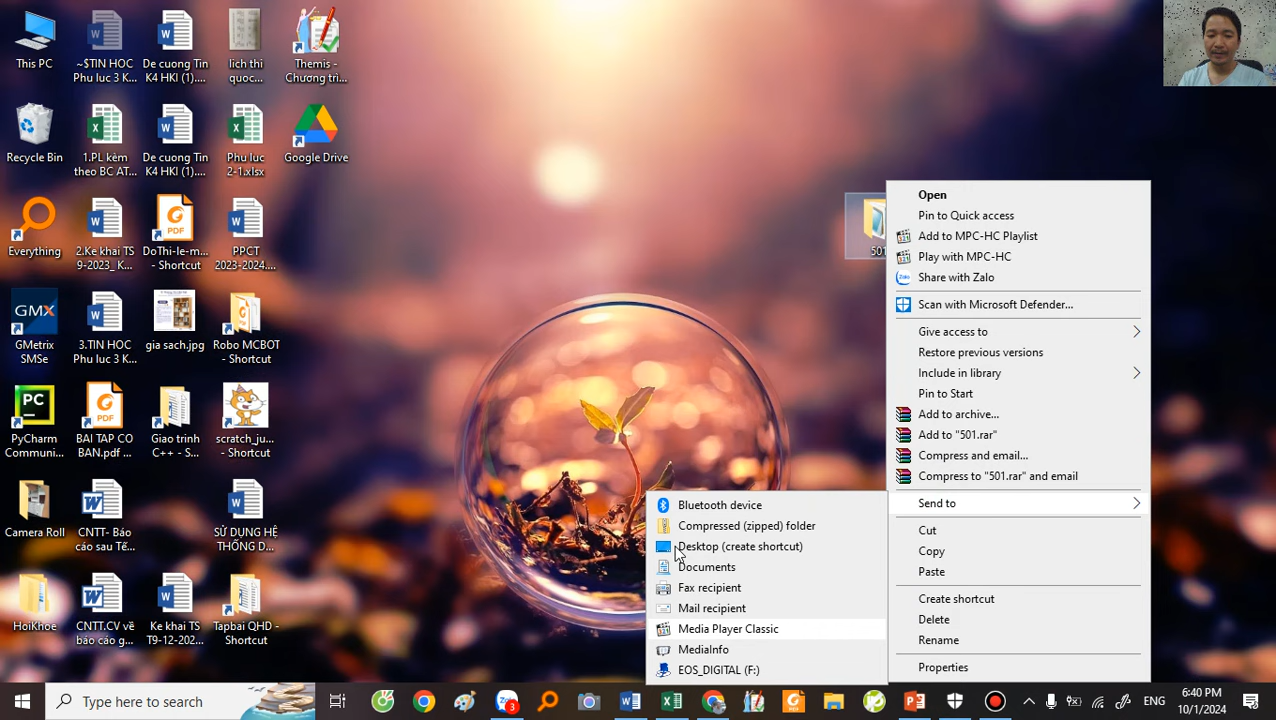 This PC
~$TIN HOC
Phu luc 3 K...
De cuong Tin
K4 HKI (1)....
lich thi
quoc...
Themis -
Chương trì...
Recycle Bin
1.PL kèm
theo BC AT...
De cuong Tin
K4 HKI (1)....
Phu luc
2-1.xlsx
Google Drive
Everything
2.Ke khai TS
9-2023_ K...
DoThi-le-m...
- Shortcut
PPCT
2023-2024....
GMX
GMetrix
SMSe
3.TIN HOC
Phu luc 3 K...
gia sach.jpg
Robo MCBOT
- Shortcut
PC
PyCharm
Communi...
PDF
BAI TAP CO
BAN.pdf ...
Giao trinh
C++ - S...
scratch_ju...
- Shortcut
Camera Roll
CNTT- Báo
cáo sau Tế...
SỬ DỤNG HỆ
THỐNG D...
HoiKhoe
CNTT.CV về
báo cáo g...
Ke khai TS
T9-12-202...
Tapbai QHD -
Shortcut
501
Open
Pin to Quick access
Add to MPC-HC Playlist
Play with MPC-HC
Share with Zalo
Scan with Microsoft Defender...
Give access to
Restore previous versions
Include in library
Pin to Start
Add to archive...
Add to "501.rar"
Compress and email...
Compress to "501.rar" and email
Send to
Cut
Copy
Paste
Create shortcut
Delete
Rename
Properties
Bluetooth device
Compressed (zipped) folder
Desktop (create shortcut)
Documents
Fax recipient
Mail recipient
Media Player Classic
MediaInfo
EOS_DIGITAL (F:)
Type here to search
3
ENG
6:40 PM
10/1/2024